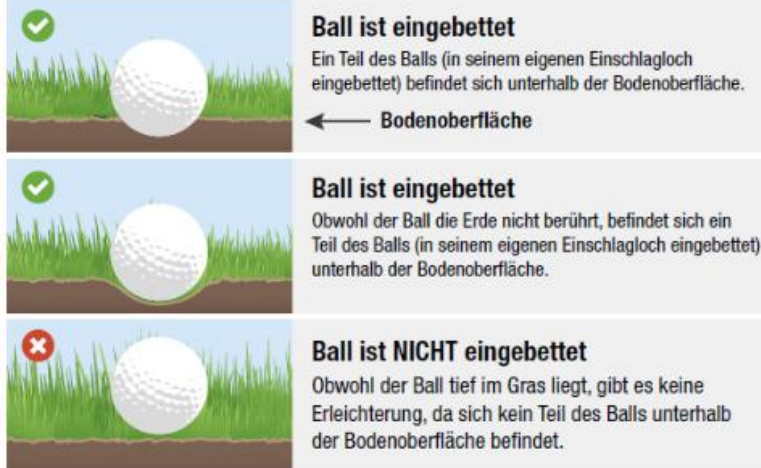 Ball ist eingebettet
Ein Teil des Balls (in seinem eigenen Einschlagloch
eingebettet) befindet sich unterhalb der Bodenoberfläche.
Bodenoberfläche
Ball ist eingebettet
Obwohl der Ball die Erde nicht berührt, befindet sich ein
Teil des Balls (in seinem eigenen Einschlagloch eingebettet)
unterhalb der Bodenoberfläche.
Ball ist NICHT eingebettet
Obwohl der Ball tief im Gras liegt, gibt es keine
Erleichterung, da sich kein Teil des Balls unterhalb
der Bodenoberfläche befindet.